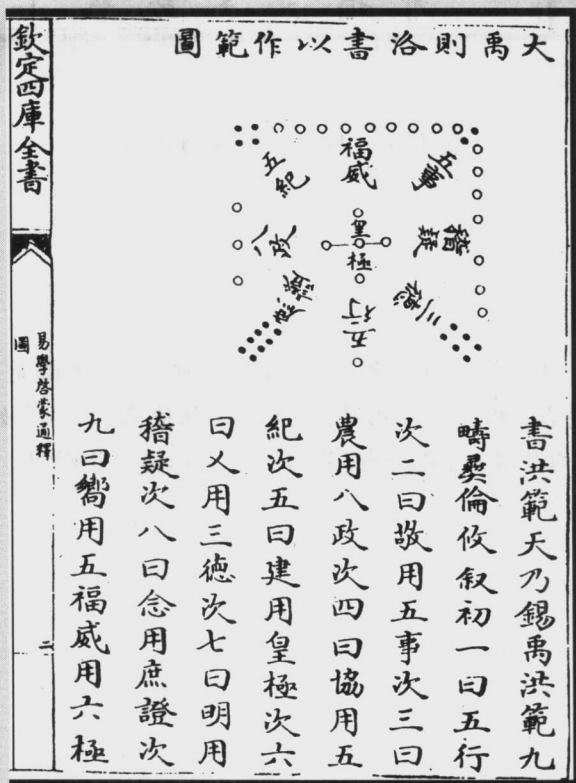 大禹則洛書以作範圖
五事
福威
五紀
稽疑
皇極
八政
三德
五行
庶證
書洪範天乃錫禹洪範九
疇彞倫攸叙初一曰五行
次二曰敬用五事次三曰
農用八政次四曰協用五
紀次五曰建用皇極次六
曰乂用三徳次七曰明用
稽疑次八曰念用庶證次
九曰嚮用五福威用六極
欽定四庫全書
易學啓蒙通釋
圖
二